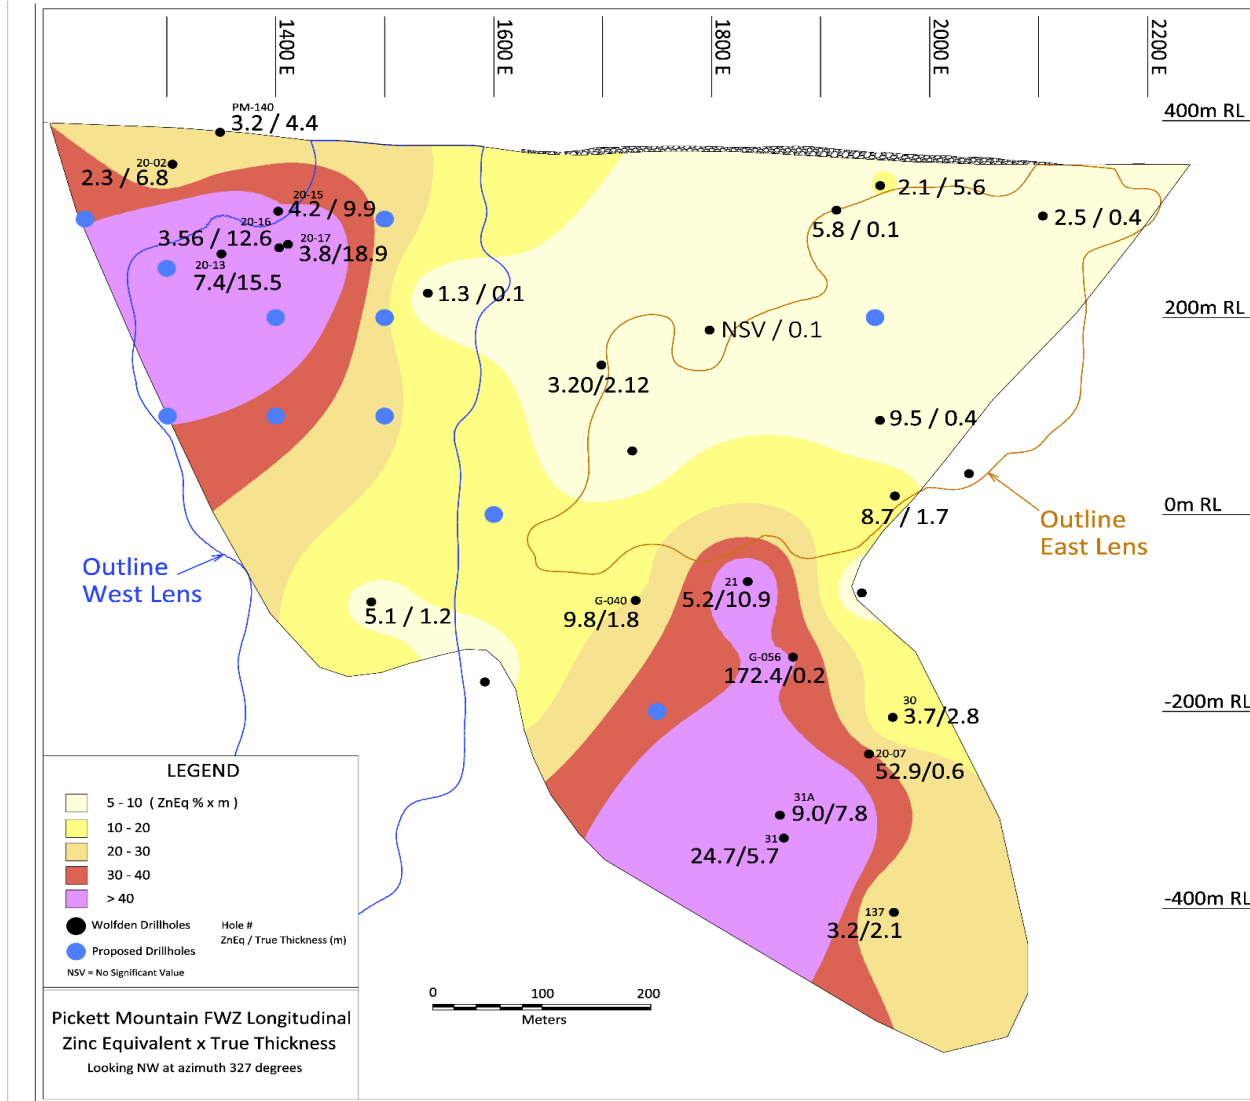 1400 E
1600 E
1800 E
2000 E
2200 E
400m RL
PM-140
3.2 / 4.4
20-02
2.3 / 6.8
2.1 / 5.6
20-15
4.2 / 9.9
2.5 / 0.4
20-16
5.8 / 0.1
3.56 / 12.6
20-17
3.8/18.9
20-13
7.4/15.5
1.3 / 0.1
200m RL
NSV / 0.1
3.20/2.12
9.5 / 0.4
0m RL
8.7 / 1.7
Outline
East Lens
Outline
West Lens
21
5.2/10.9
G-040
9.8/1.8
5.1 / 1.2
G-056
172.4/0.2
-200m RL
30
3.7/2.8
20-07
52.9/0.6
31A
9.0/7.8
31
24.7/5.7
-400m RL
137
3.2/2.1
LEGEND
5 - 10 ( ZnEq % x m )
10 - 20
20 - 30
30 - 40
> 40
Wolfden Drillholes
Hole #
ZnEq / True Thickness (m)
Proposed Drillholes
NSV = No Significant Value
0 100 200
Meters
Pickett Mountain FWZ Longitudinal
Zinc Equivalent x True Thickness
Looking NW at azimuth 327 degrees